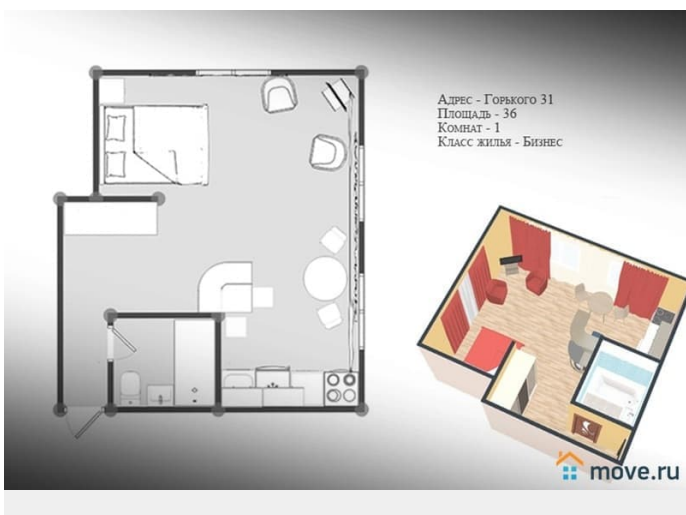 Адрес - Горького 31
Площадь - 36
Комнат - 1
Класс жилья - Бизнес
move.ru